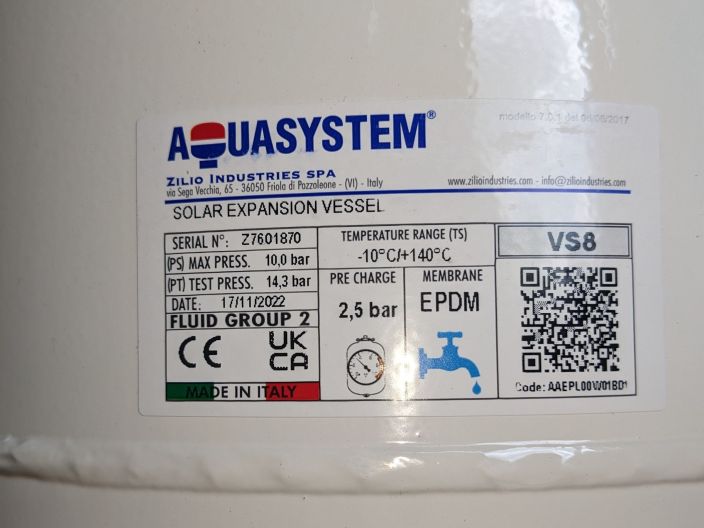 modello 7.0.1 del 06/06/2017
AQUASYSTEM®
ZILIO INDUSTRIES SPA
via Sega Vecchia, 65 - 36050 Friola di Pozzoleone - (VI) - Italy
www.zilioindustries.com - info@zilioindustries.com
SOLAR EXPANSION VESSEL
SERIAL N°: Z7601870
(PS) MAX PRESS. 10,0 bar
(PT) TEST PRESS. 14,3 bar
DATE: 17/11/2022
FLUID GROUP 2
CE UK CA
MADE IN ITALY
TEMPERATURE RANGE (TS)
-10°C/+140°C
PRE CHARGE
2,5 bar
MEMBRANE
EPDM
VS8
Code: AAEPL00W01BD1